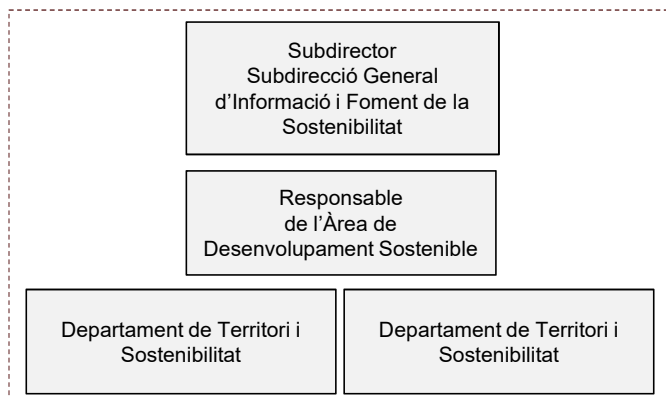 Subdirector
Subdirecció General
d’Informació i Foment de la
Sostenibilitat
Responsable
de l’Àrea de
Desenvolupament Sostenible
Departament de Territori i
Sostenibilitat
Departament de Territori i
Sostenibilitat